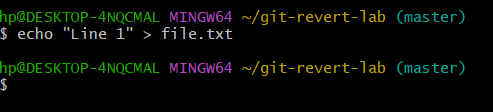 hp@DESKTOP-4NQCMAL MINGW64 ~/git-revert-lab (master)
$ echo "Line 1" > file.txt
hp@DESKTOP-4NQCMAL MINGW64 ~/git-revert-lab (master)
$